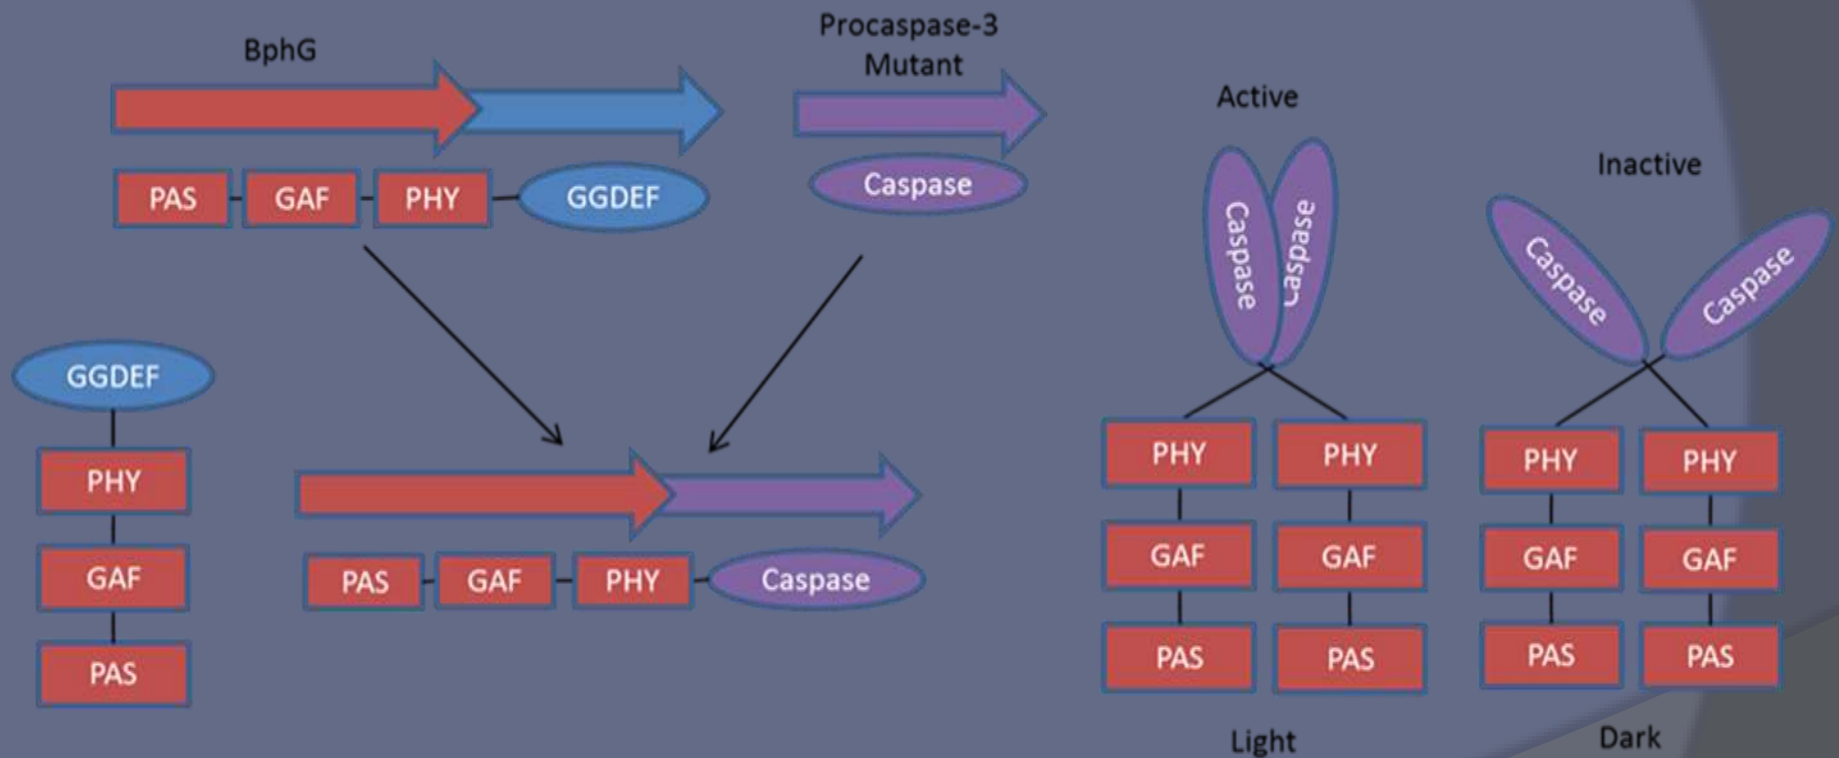 BphG
Procaspase-3
Mutant
PAS
GAF
PHY
GGDEF
Caspase
GGDEF
PHY
GAF
PAS
PAS
GAF
PHY
Caspase
Active
Caspase
Caspase
PHY
PHY
GAF
GAF
PAS
PAS
Light
Inactive
Caspase
Caspase
PHY
PHY
GAF
GAF
PAS
PAS
Dark